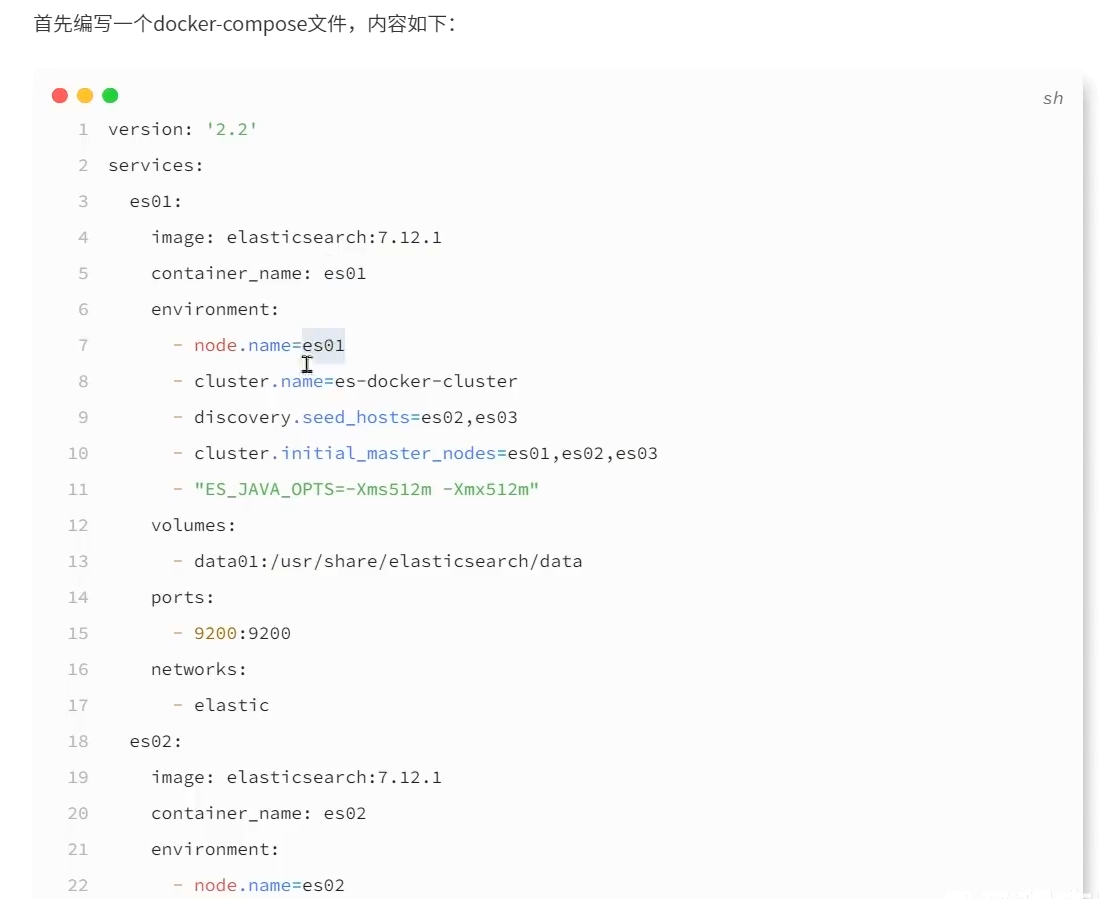 首先编写一个docker-compose文件，内容如下：
sh
1 version: '2.2'
2 services:
3   es01:
4     image: elasticsearch:7.12.1
5     container_name: es01
6     environment:
7       - node.name=es01
8       - cluster.name=es-docker-cluster
9       - discovery.seed_hosts=es02,es03
10       - cluster.initial_master_nodes=es01,es02,es03
11       - "ES_JAVA_OPTS=-Xms512m -Xmx512m"
12     volumes:
13       - data01:/usr/share/elasticsearch/data
14     ports:
15       - 9200:9200
16     networks:
17       - elastic
18   es02:
19     image: elasticsearch:7.12.1
20     container_name: es02
21     environment:
22       - node.name=es02